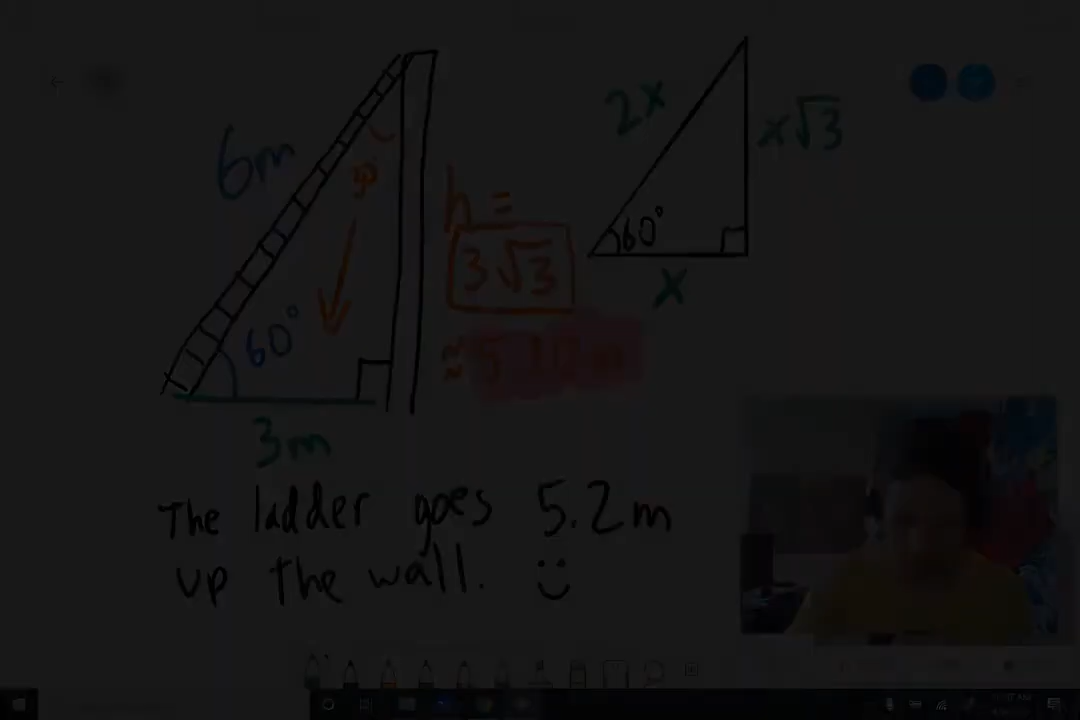 6m
60°
3m
h =
3√3
2x
x√3
60°
x
The ladder goes 5.2m
up the wall.